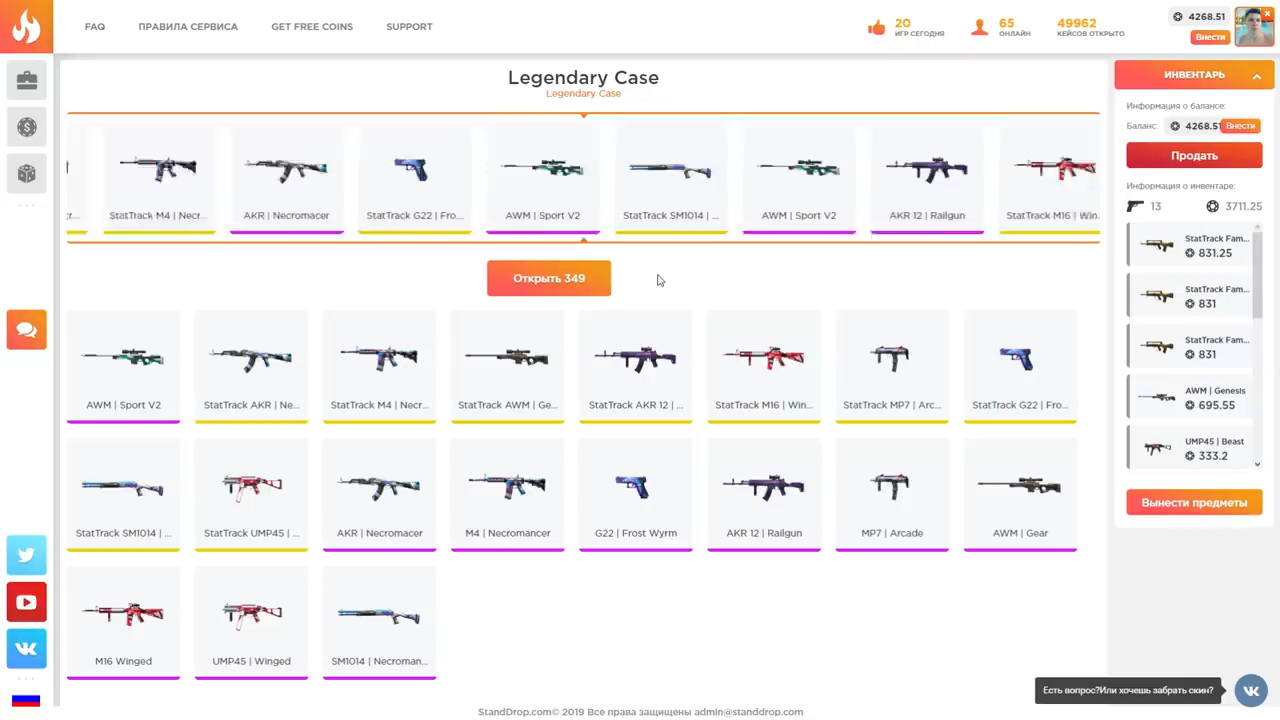 FAQ ПРАВИЛА СЕРВИСА GET FREE COINS SUPPORT
20
ИГР СЕГОДНЯ
65
ОНЛАЙН
49962
КЕЙСОВ ОТКРЫТО
4268.51
Внести
Legendary Case
Legendary Case
StatTrack M4 | Necr... AKR | Necromacer StatTrack G22 | Fro... AWM | Sport V2 StatTrack SM1014 | ... AWM | Sport V2 AKR 12 | Railgun StatTrack M16 | Win...
Открыть 349
AWM | Sport V2 StatTrack AKR | Ne... StatTrack M4 | Necr... StatTrack AWM | Ge... StatTrack AKR 12 | ... StatTrack M16 | Win... StatTrack MP7 | Arc... StatTrack G22 | Fro...
StatTrack SM1014 | ... StatTrack UMP45 | ... AKR | Necromacer M4 | Necromancer G22 | Frost Wyrm AKR 12 | Railgun MP7 | Arcade AWM | Gear
M16 Winged UMP45 | Winged SM1014 | Necroman...
ИНВЕНТАРЬ
Информация о балансе:
Баланс: 4268.51 Внести
Продать
Информация о инвентаре:
13 3711.25
StatTrack Fam...
831.25
StatTrack Fam...
831
StatTrack Fam...
831
AWM | Genesis
695.55
UMP45 | Beast
333.2
Вынести предметы
Есть вопрос?Или хочешь забрать скин?
StandDrop.com© 2019 Все права защищены admin@standdrop.com